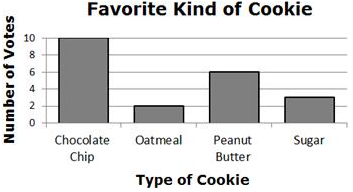 Favorite Kind of Cookie
Number of Votes
10
8
6
4
2
0
Chocolate
Chip
Oatmeal
Peanut
Butter
Sugar
Type of Cookie